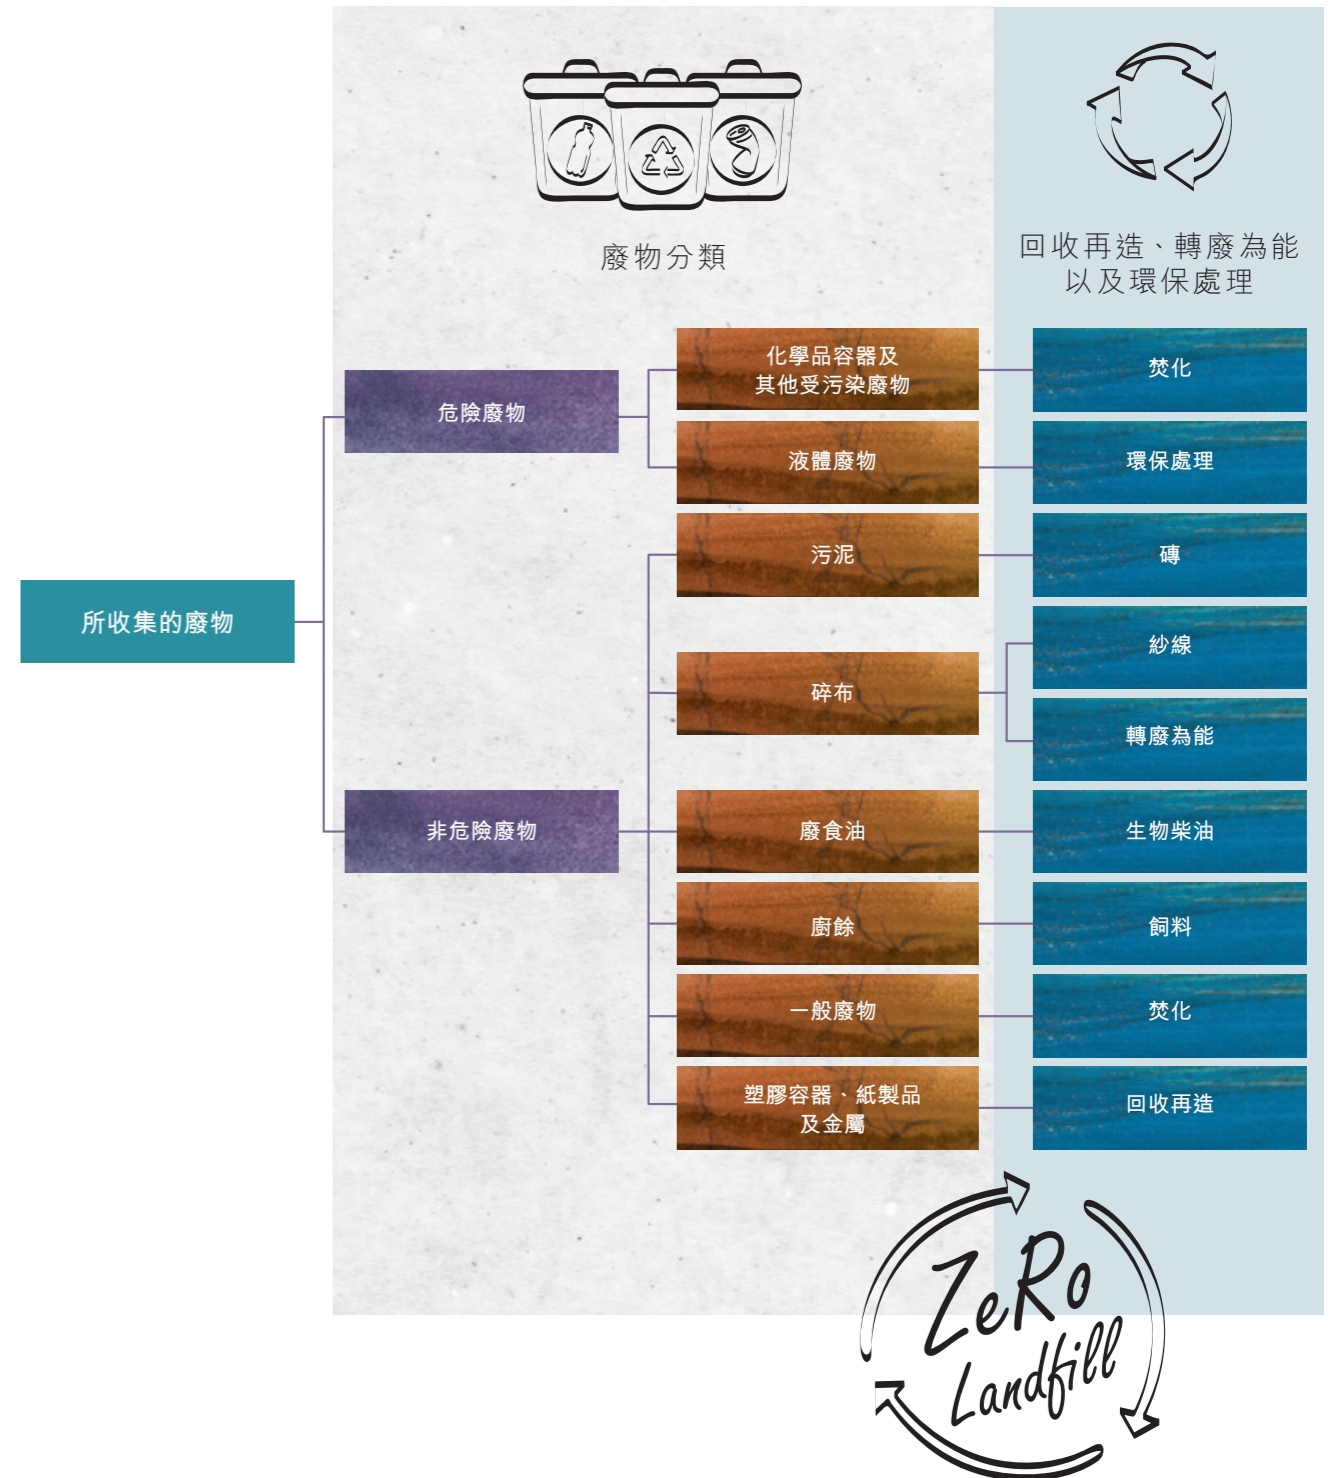 廢物分類
回收再造、轉廢為能
以及環保處理
所收集的廢物
危險廢物
化學品容器及
其他受污染廢物
焚化
液體廢物
環保處理
非危險廢物
污泥
磚
碎布
紗線
轉廢為能
廢食油
生物柴油
廚餘
飼料
一般廢物
焚化
塑膠容器、紙製品
及金屬
回收再造
ZeRo
Landfill